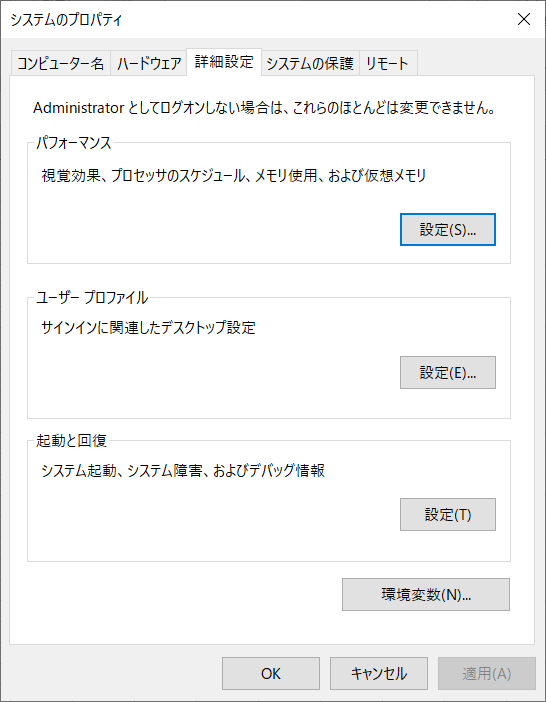 システムのプロパティ
コンピューター名 ハードウェア 詳細設定 システムの保護 リモート
Administrator としてログオンしない場合は、これらのほとんどは変更できません。
パフォーマンス
視覚効果、プロセッサのスケジュール、メモリ使用、および仮想メモリ
設定(S)...
ユーザー プロファイル
サインインに関連したデスクトップ設定
設定(E)...
起動と回復
システム起動、システム障害、およびデバッグ情報
設定(T)
環境変数(N)...
OK キャンセル 適用(A)